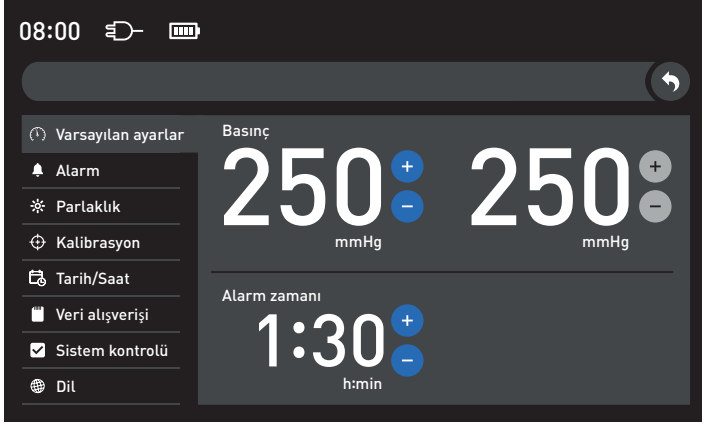 08:00
Varsayılan ayarlar
Alarm
Parlaklık
Kalibrasyon
Tarih/Saat
Veri alışverişi
Sistem kontrolü
Dil
Basınç
250 + − 250 + −
mmHg mmHg
Alarm zamanı
1:30 + −
h:min